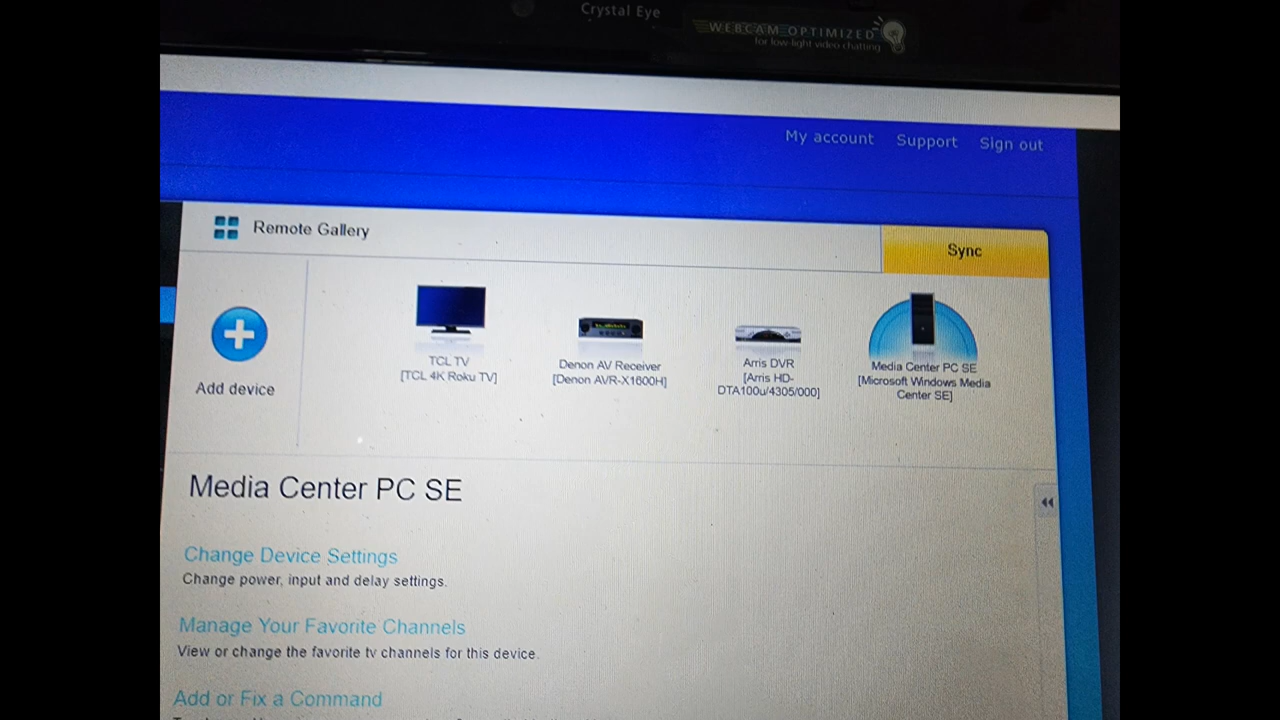 Crystal Eye
WEBCAM OPTIMIZED
for low-light video chatting
My account Support Sign out
Remote Gallery
Sync
Add device
TCL TV
[TCL 4K Roku TV]
Denon AV Receiver
[Denon AVR-X1600H]
Arris DVR
[Arris HD-
DTA100u/4305/000]
Media Center PC SE
[Microsoft Windows Media
Center SE]
Media Center PC SE
Change Device Settings
Change power, input and delay settings.
Manage Your Favorite Channels
View or change the favorite tv channels for this device.
Add or Fix a Command